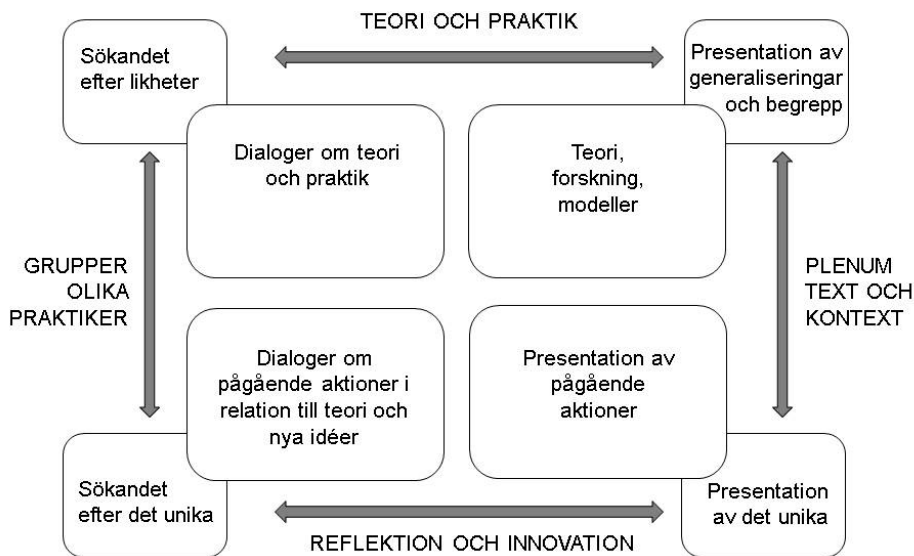 TEORI OCH PRAKTIK
Sökandet
efter likheter
Presentation av
generaliseringar
och begrepp
Dialoger om teori
och praktik
Teori,
forskning,
modeller
GRUPPER
OLIKA
PRAKTIKER
PLENUM
TEXT OCH
KONTEXT
Dialoger om
pågående aktioner i
relation till teori och
nya idéer
Presentation av
pågående
aktioner
Sökandet
efter det unika
Presentation
av det unika
REFLEKTION OCH INNOVATION